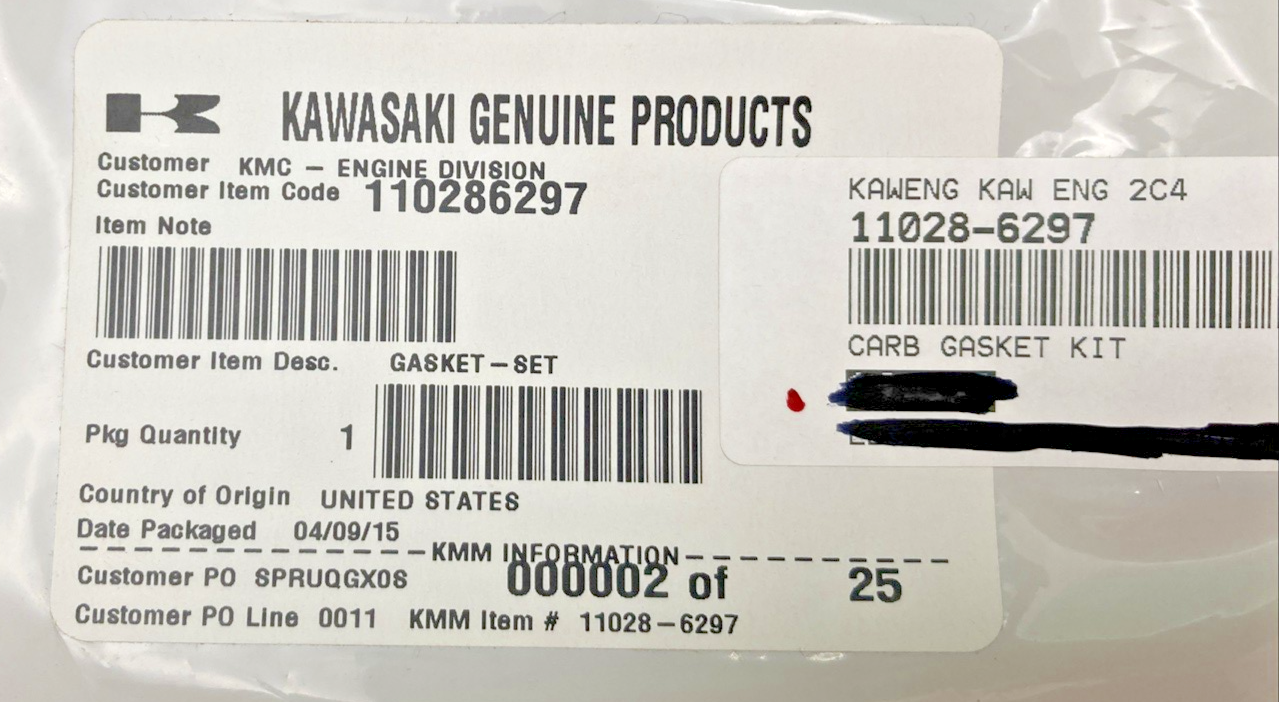 KAWASAKI GENUINE PRODUCTS
Customer KMC – ENGINE DIVISION
Customer Item Code 110286297
Item Note
Customer Item Desc. GASKET – SET
Pkg Quantity 1
Country of Origin UNITED STATES
Date Packaged 04/09/15
KMM INFORMATION
Customer PO SPRUQGX0S 000002 of 25
Customer PO Line 0011 KMM Item # 11028 – 6297
KAWENG KAW ENG 2C4
11028-6297
CARB GASKET KIT